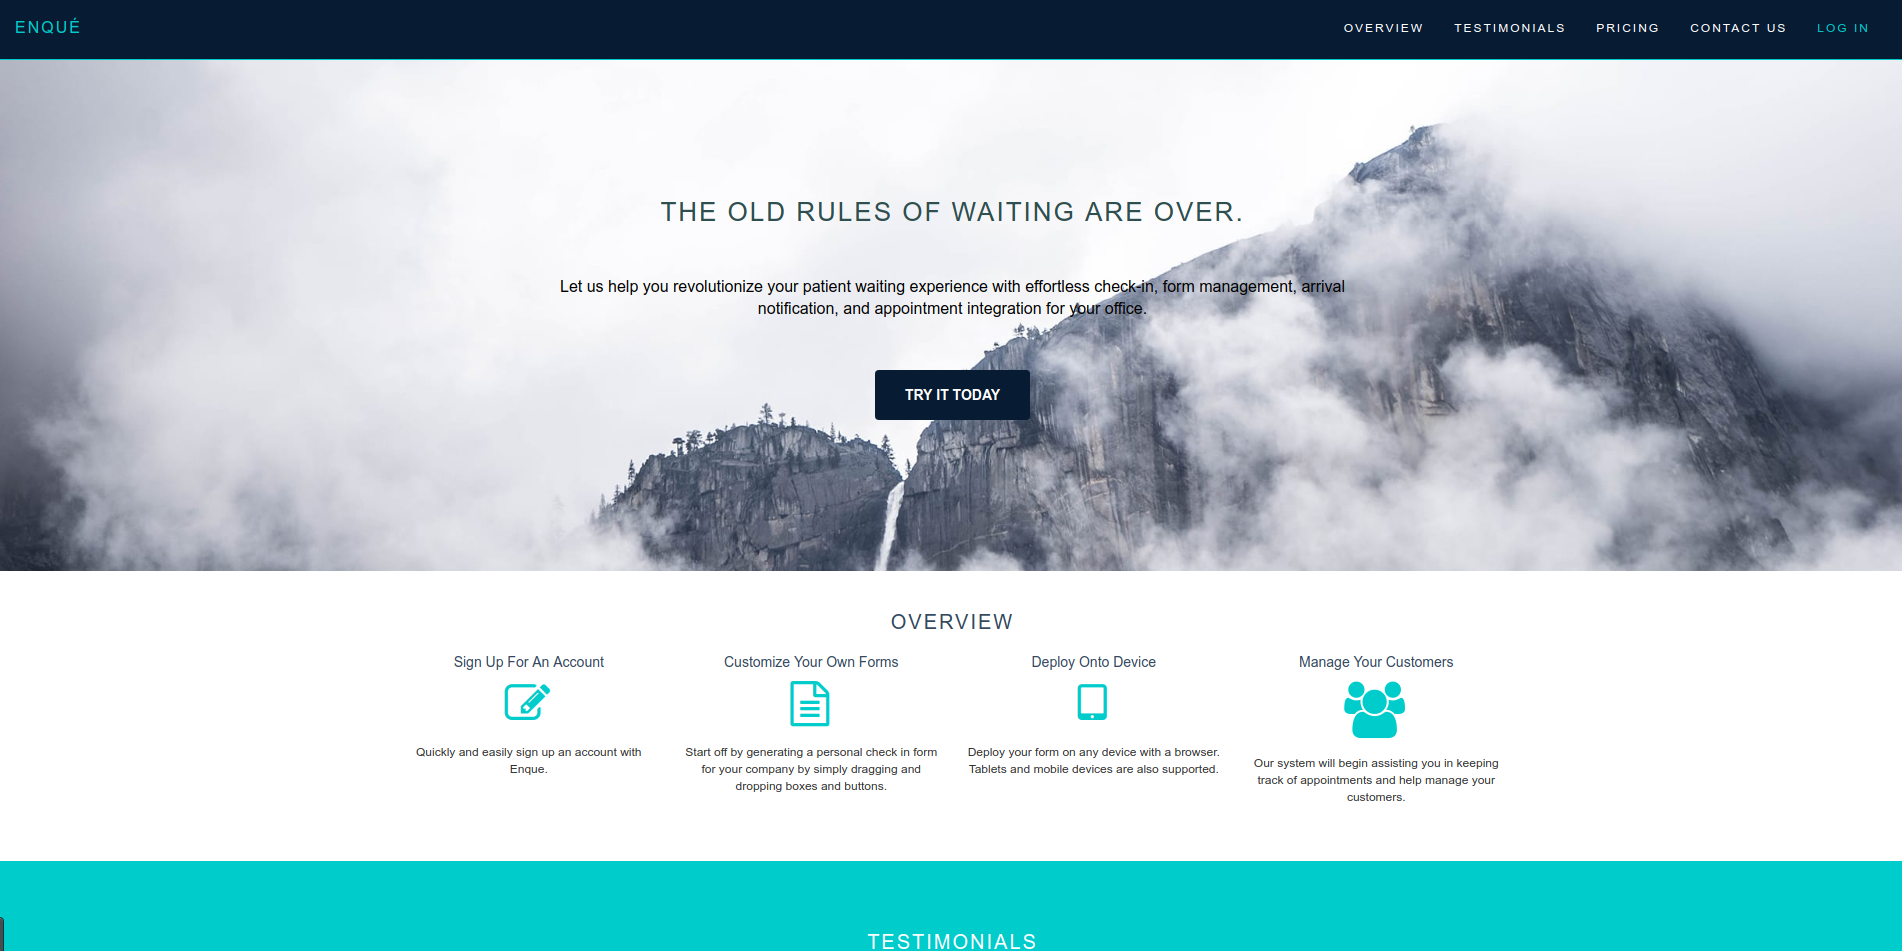 ENQUÉ
OVERVIEW
TESTIMONIALS
PRICING
CONTACT US
LOG IN
THE OLD RULES OF WAITING ARE OVER.
Let us help you revolutionize your patient waiting experience with effortless check-in, form management, arrival
notification, and appointment integration for your office.
TRY IT TODAY
OVERVIEW
Sign Up For An Account
Quickly and easily sign up an account with
Enque.
Customize Your Own Forms
Start off by generating a personal check in form
for your company by simply dragging and
dropping boxes and buttons.
Deploy Onto Device
Deploy your form on any device with a browser.
Tablets and mobile devices are also supported.
Manage Your Customers
Our system will begin assisting you in keeping
track of appointments and help manage your
customers.
TESTIMONIALS